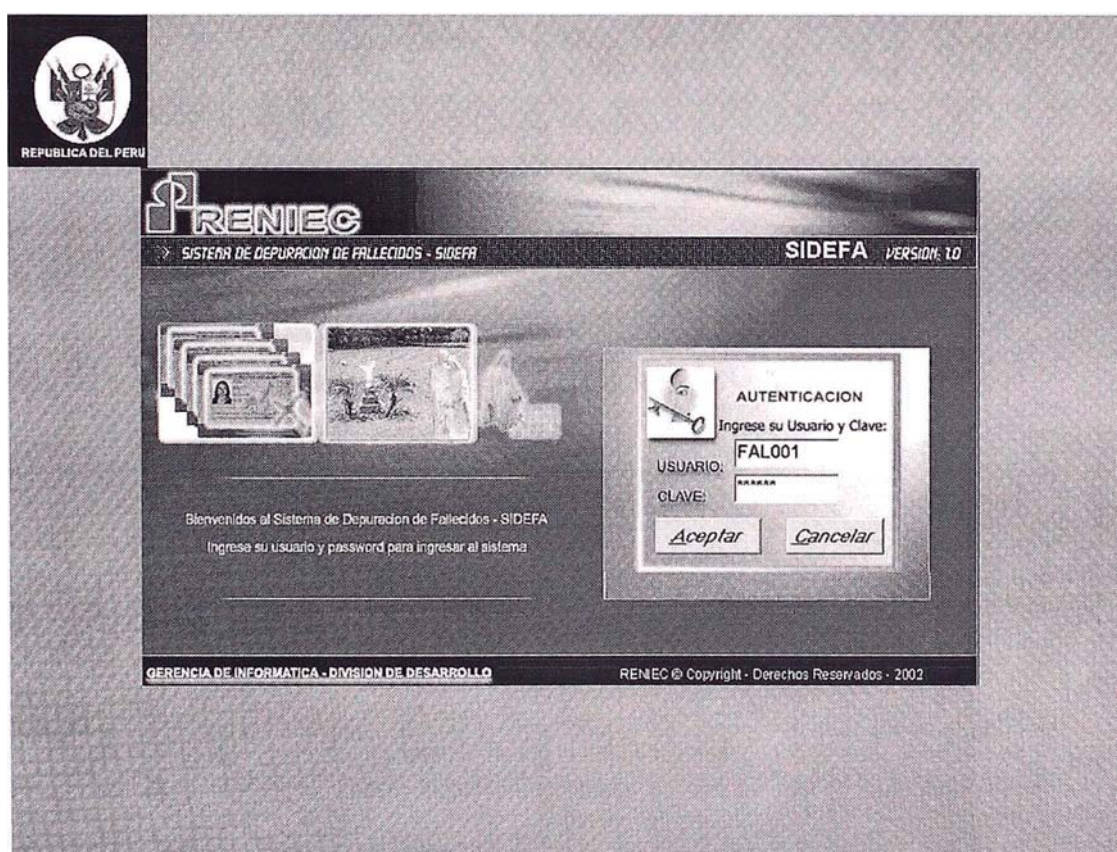 REPUBLICA DEL PERU
RENIEC
SISTEMA DE DEPURACION DE FALLECIDOS - SIDEFA
SIDEFA VERSION: 1.0
AUTENTICACION
Ingrese su Usuario y Clave:
USUARIO: FAL001
CLAVE: ******
Aceptar Cancelar
Bienvenidos al Sistema de Depuracion de Fallecidos - SIDEFA
Ingrese su usuario y password para ingresar al sistema
GERENCIA DE INFORMATICA - DIVISION DE DESARROLLO
RENIEC © Copyright - Derechos Reservados - 2002